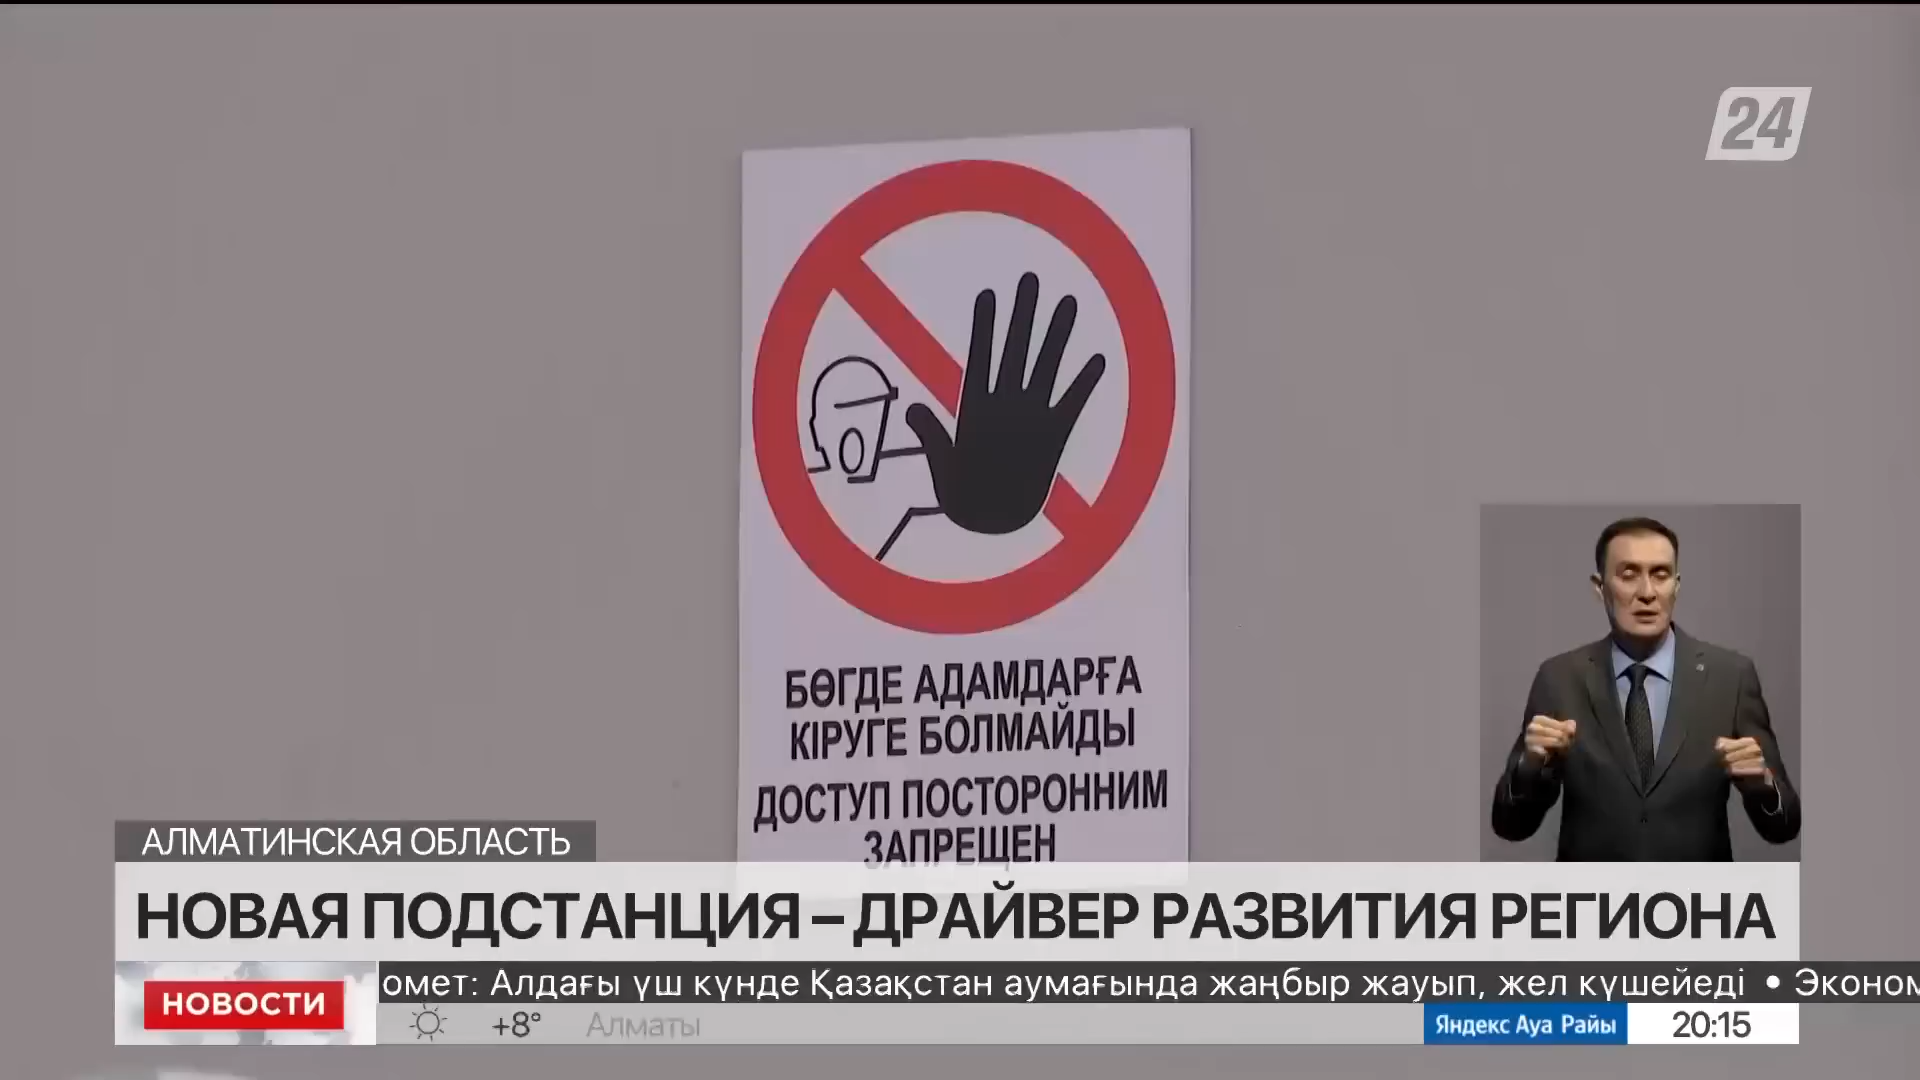 24
БӨГДЕ АДАМДАРҒА
КІРУГЕ БОЛМАЙДЫ
ДОСТУП ПОСТОРОННИМ
ЗАПРЕЩЕН
АЛМАТИНСКАЯ ОБЛАСТЬ
НОВАЯ ПОДСТАНЦИЯ – ДРАЙВЕР РАЗВИТИЯ РЕГИОНА
НОВОСТИ
омет: Алдағы үш күнде Қазақстан аумағында жаңбыр жауып, жел күшейеді • Эконом
+8° Алматы
Яндекс Ауа Райы
20:15